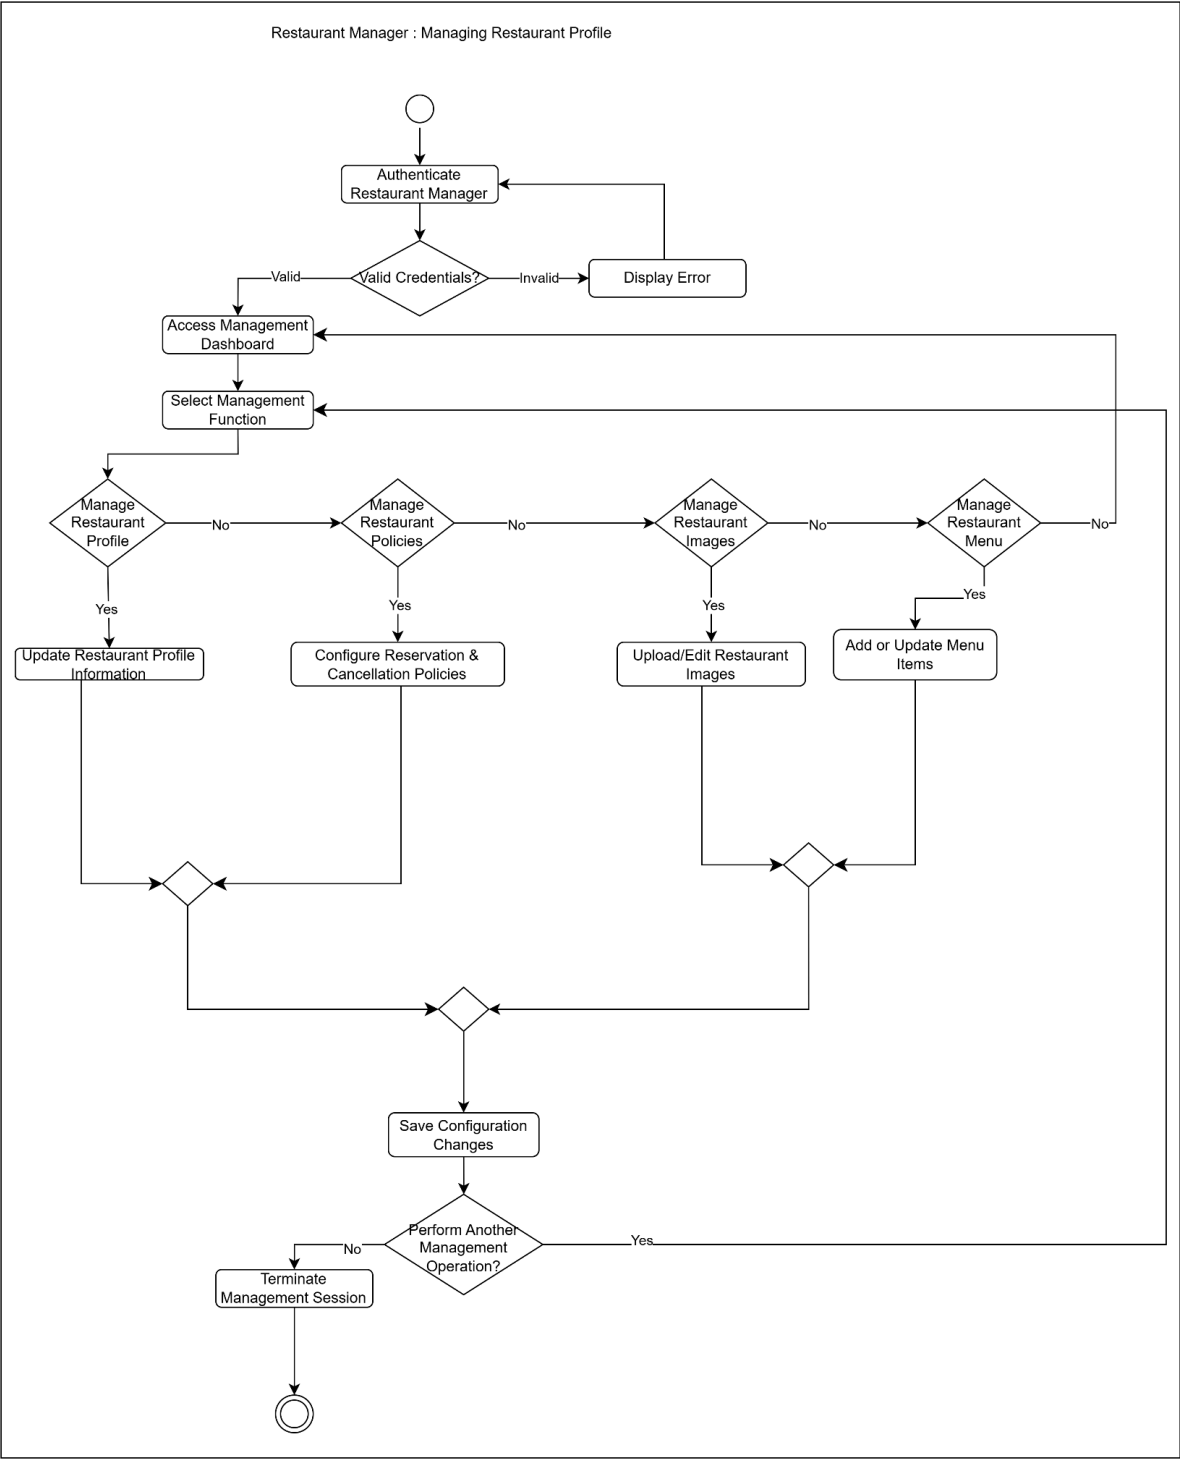 Restaurant Manager : Managing Restaurant Profile
Authenticate
Restaurant Manager
Valid Credentials?
Valid
Invalid
Display Error
Access Management
Dashboard
Select Management
Function
Manage
Restaurant
Profile
No
Manage
Restaurant
Policies
No
Manage
Restaurant
Images
No
Manage
Restaurant
Menu
No
Yes
Yes
Yes
Yes
Update Restaurant Profile
Information
Configure Reservation &
Cancellation Policies
Upload/Edit Restaurant
Images
Add or Update Menu
Items
Save Configuration
Changes
Perform Another
Management
Operation?
No
Yes
Terminate
Management Session